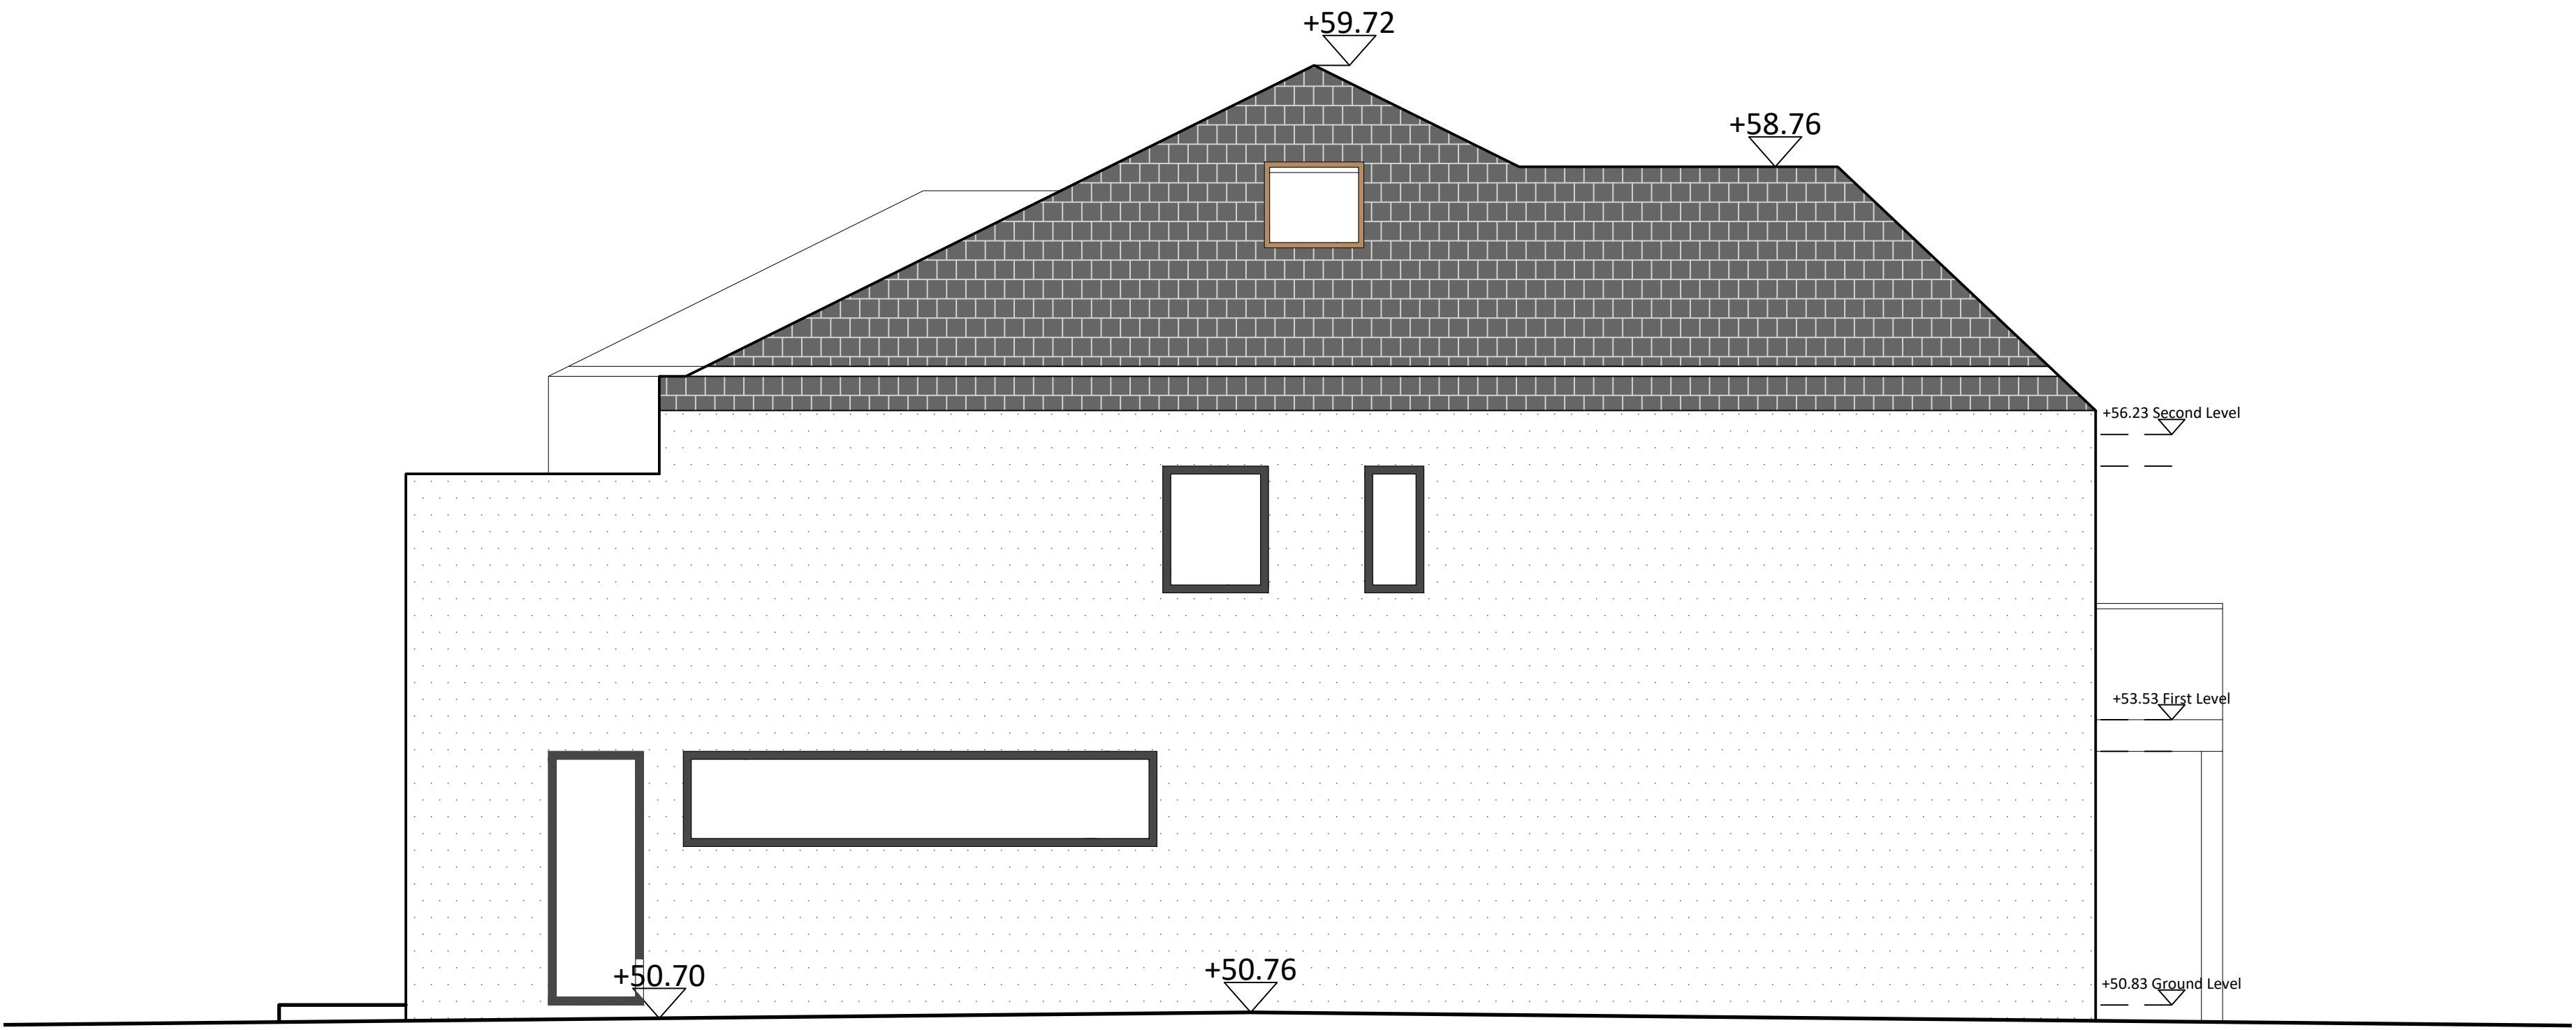 +59.72
+58.76
+56.23 Second Level
+53.53 First Level
+50.70
+50.76
+50.83 Ground Level